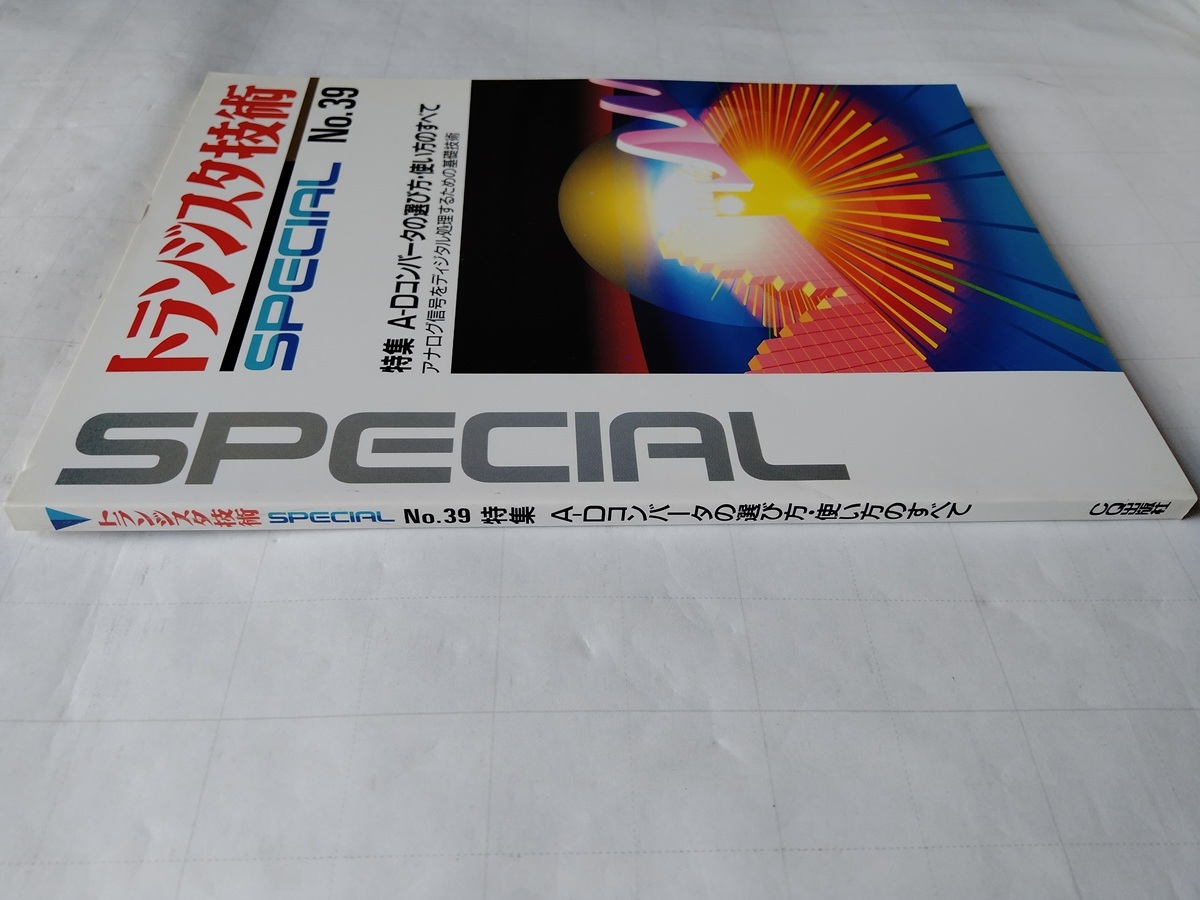 トランジスタ技術
SPECIAL No.39
特集 A-Dコンバータの選び方・使い方のすべて
アナログ信号をディジタル処理するための基礎技術
SPECIAL
トランジスタ技術 SPECIAL No.39 特集 A-Dコンバータの選び方・使い方のすべて CQ出版社